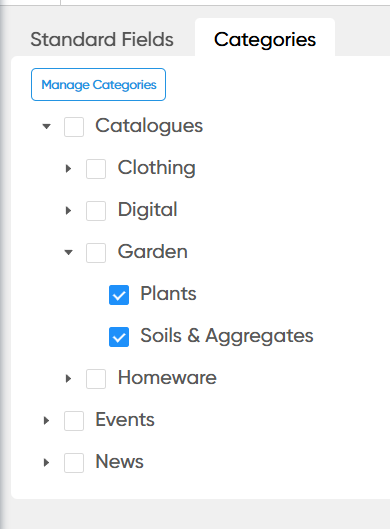 Standard Fields Categories
Manage Categories
Catalogues
Clothing
Digital
Garden
Plants
Soils & Aggregates
Homeware
Events
News